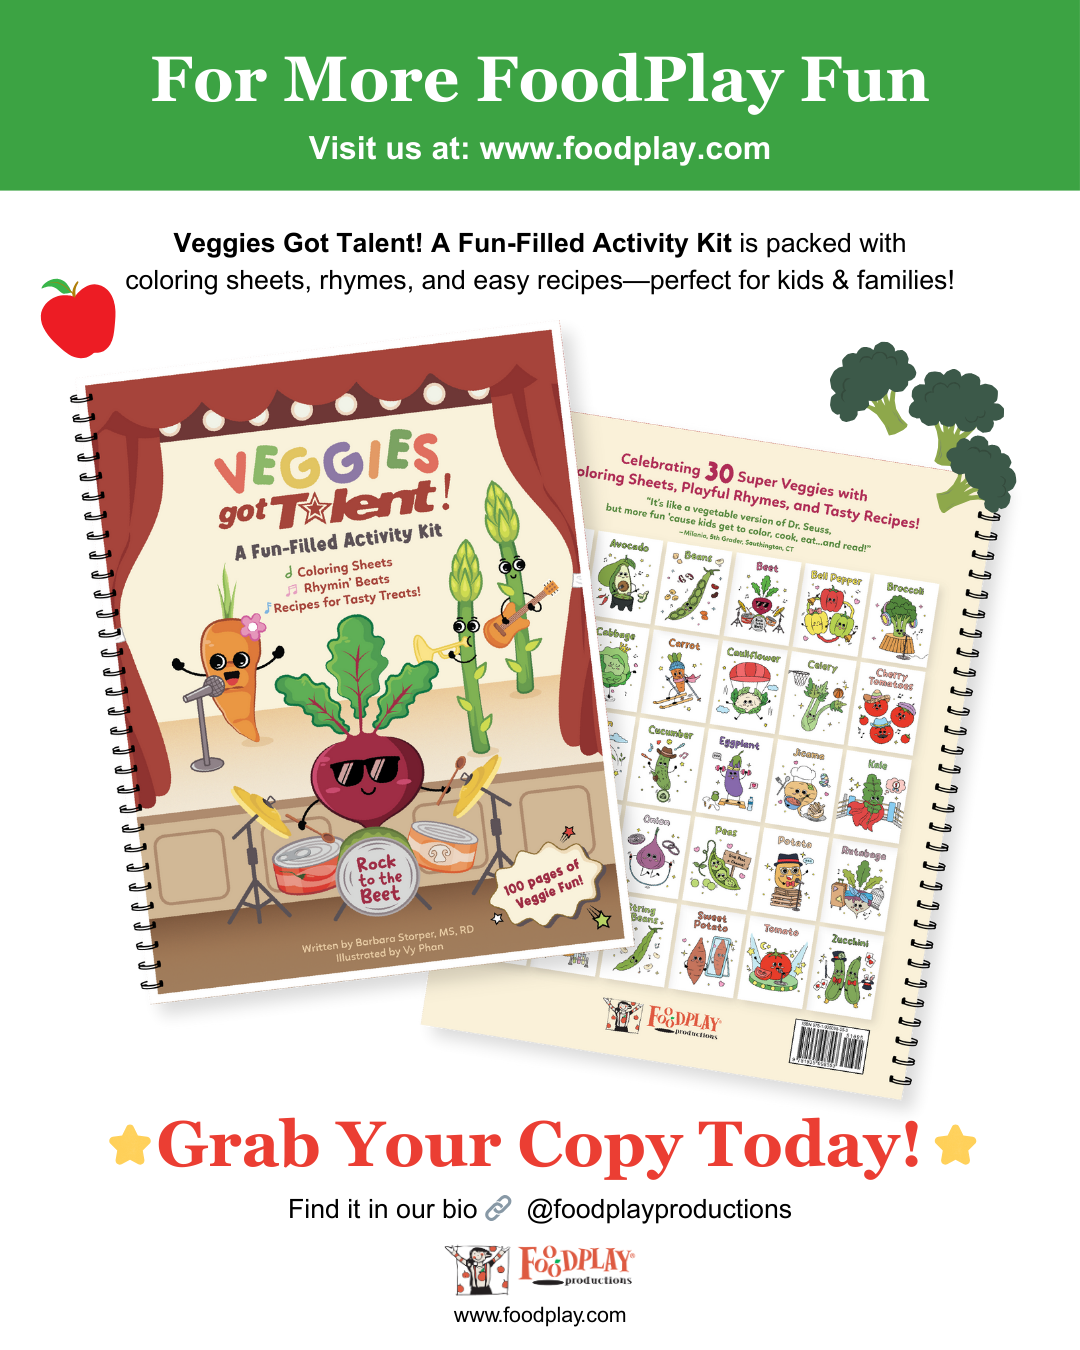 For More FoodPlay Fun
Visit us at: www.foodplay.com
Veggies Got Talent! A Fun-Filled Activity Kit is packed with
coloring sheets, rhymes, and easy recipes—perfect for kids & families!
VEGGIES
got Talent!
A Fun-Filled Activity Kit
Coloring Sheets
Rhymin' Beats
Recipes for Tasty Treats!
Rock
to the
Beet
100 pages of
Veggie Fun!
Written by Barbara Storper, MS, RD
Illustrated by Vy Phan
Celebrating 30 Super Veggies with
oloring Sheets, Playful Rhymes, and Tasty Recipes!
"It's like a vegetable version of Dr. Seuss,
but more fun 'cause kids get to color, cook, eat...and read!"
~Milania, 5th Grader, Southington, CT
Avocado
Beans
Beet
Bell Pepper
Broccoli
Cabbage
Carrot
Cauliflower
Celery
Cherry
Tomatoes
Cucumber
Eggplant
Jicama
Kale
Onion
Peas
Potato
Rutabaga
String
Beans
Sweet
Potato
Tomato
Zucchini
FOODPLAY®
productions
Grab Your Copy Today!
Find it in our bio @foodplayproductions
FOODPLAY®
productions
www.foodplay.com